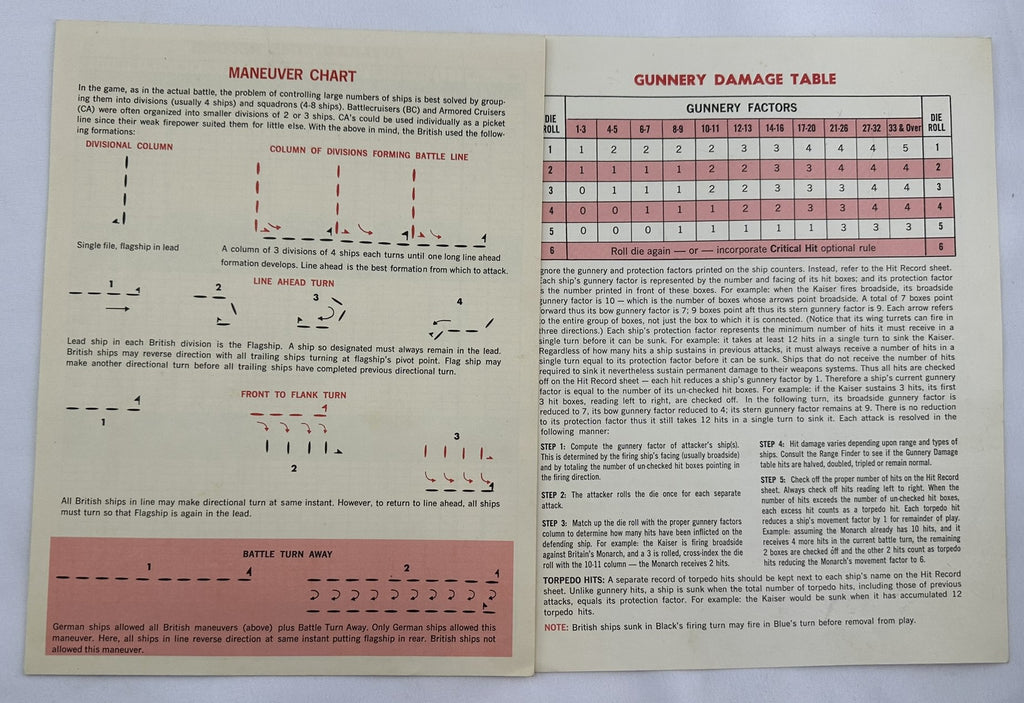 MANEUVER CHART
In the game, as in the actual battle, the problem of controlling large numbers of ships is best solved by group-
ing them into divisions (usually 4 ships) and squadrons (4-8 ships). Battlecruisers (BC) and Armored Cruisers
(CA) were often organized into smaller divisions of 2 or 3 ships. CA's could be used individually as a picket
line since their weak firepower suited them for little else. With the above in mind, the British used the follow-
ing formations:
DIVISIONAL COLUMN
COLUMN OF DIVISIONS FORMING BATTLE LINE
Single file, flagship in lead
A column of 3 divisions of 4 ships each turns until one long line ahead
formation develops. Line ahead is the best formation from which to attack.
LINE AHEAD TURN
1
2
3
4
Lead ship in each British division is the Flagship. A ship so designated must always remain in the lead.
British ships may reverse direction with all trailing ships turning at flagship's pivot point. Flag ship may
make another directional turn before all trailing ships have completed previous directional turn.
FRONT TO FLANK TURN
1
2
3
All British ships in line may make directional turn at same instant. However, to return to line ahead, all ships
must turn so that Flagship is again in the lead.
BATTLE TURN AWAY
1
2
German ships allowed all British maneuvers (above) plus Battle Turn Away. Only German ships allowed this
maneuver. Here, all ships in line reverse direction at same instant putting flagship in rear. British ships not
allowed this maneuver.
GUNNERY DAMAGE TABLE
GUNNERY FACTORS
DIE ROLL 1-3 4-5 6-7 8-9 10-11 12-13 14-16 17-20 21-26 27-32 33 & Over DIE ROLL
1 1 2 2 2 2 3 3 4 4 4 5 1
2 1 1 1 1 2 2 3 3 4 4 4 2
3 0 1 1 1 2 2 3 3 3 4 4 3
4 0 0 1 1 1 2 2 3 3 4 4 4
5 0 0 0 1 1 1 1 1 3 3 3 5
6 Roll die again — or — incorporate Critical Hit optional rule 6
gnore the gunnery and protection factors printed on the ship counters. Instead, refer to the Hit Record sheet.
Each ship's gunnery factor is represented by the number and facing of its hit boxes; and its protection factor
s the number printed in front of these boxes. For example: when the Kaiser fires broadside, its broadside
gunnery factor is 10 — which is the number of boxes whose arrows point broadside. A total of 7 boxes point
orward thus its bow gunnery factor is 7; 9 boxes point aft thus its stern gunnery factor is 9. Each arrow refers
to the entire group of boxes, not just the box to which it is connected. (Notice that its wing turrets can fire in
three directions.) Each ship's protection factor represents the minimum number of hits it must receive in a
single turn before it can be sunk. For example: it takes at least 12 hits in a single turn to sink the Kaiser.
Regardless of how many hits a ship sustains in previous attacks, it must always receive a number of hits in a
single turn equal to its protection factor before it can be sunk. Ships that do not receive the number of hits
required to sink it nevertheless sustain permanent damage to their weapons systems. Thus all hits are checked
off on the Hit Record sheet — each hit reduces a ship's gunnery factor by 1. Therefore a ship's current gunnery
factor is equal to the number of its un-checked hit boxes. For example: if the Kaiser sustains 3 hits, its first
3 hit boxes, reading left to right, are checked off. In the following turn, its broadside gunnery factor is
reduced to 7, its bow gunnery factor reduced to 4; its stern gunnery factor remains at 9. There is no reduction
to its protection factor thus it still takes 12 hits in a single turn to sink it. Each attack is resolved in the
following manner:
STEP 1: Compute the gunnery factor of attacker's ship(s).
This is determined by the firing ship's facing (usually broadside)
and by totaling the number of un-checked hit boxes pointing in
the firing direction.
STEP 2: The attacker rolls the die once for each separate
attack.
STEP 3: Match up the die roll with the proper gunnery factors
column to determine how many hits have been inflicted on the
defending ship. For example: the Kaiser is firing broadside
against Britain's Monarch, and a 3 is rolled, cross-index the die
roll with the 10-11 column — the Monarch receives 2 hits.
STEP 4: Hit damage varies depending upon range and types of
ships. Consult the Range Finder to see if the Gunnery Damage
table hits are halved, doubled, tripled or remain normal.
STEP 5: Check off the proper number of hits on the Hit Record
sheet. Always check off hits reading left to right. When the
number of hits exceeds the number of un-checked hit boxes,
each excess hit counts as a torpedo hit. Each torpedo hit
reduces a ship's movement factor by 1 for remainder of play.
Example: assuming the Monarch already has 10 hits, and it
receives 4 more hits in the current battle turn, the remaining
2 boxes are checked off and the other 2 hits count as torpedo
hits reducing the Monarch's movement factor to 6.
TORPEDO HITS: A separate record of torpedo hits should be kept next to each ship's name on the Hit Record
sheet. Unlike gunnery hits, a ship is sunk when the total number of torpedo hits, including those of previous
attacks, equals its protection factor. For example: the Kaiser would be sunk when it has accumulated 12
torpedo hits.
NOTE: British ships sunk in Black's firing turn may fire in Blue's turn before removal from play.